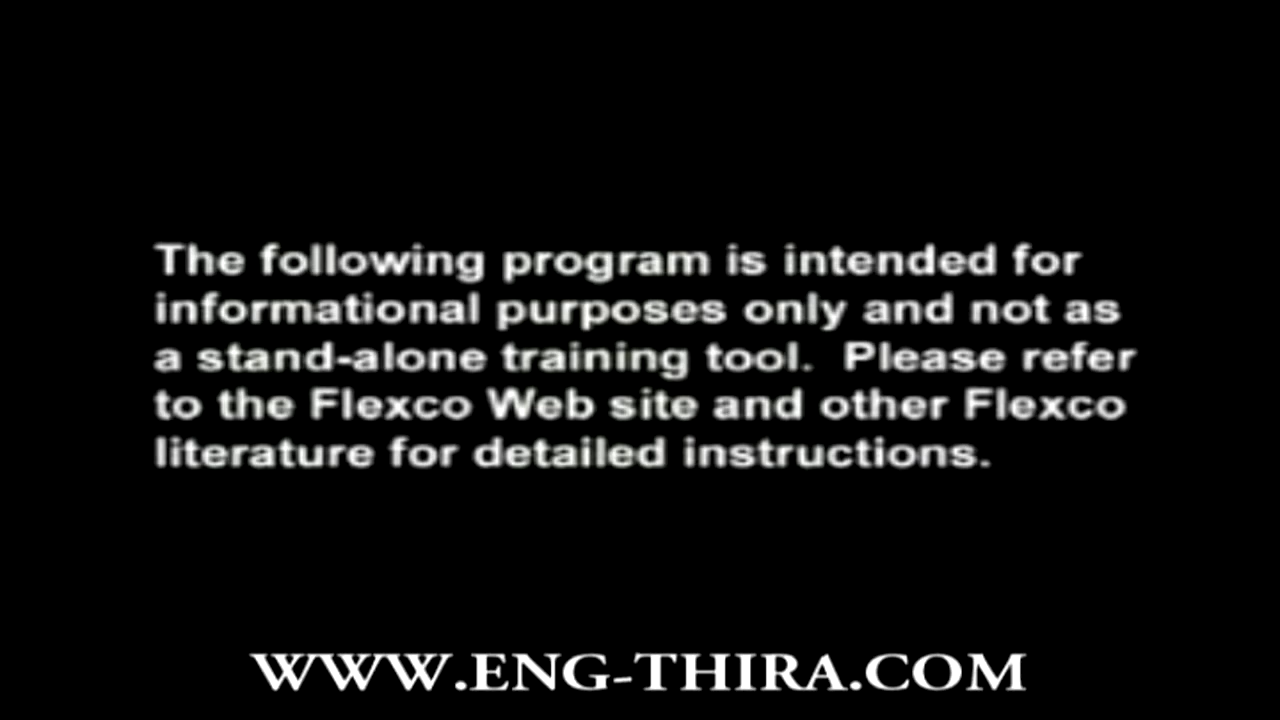 The following program is intended for
informational purposes only and not as
a stand-alone training tool.  Please refer
to the Flexco Web site and other Flexco
literature for detailed instructions.
WWW.ENG-THIRA.COM